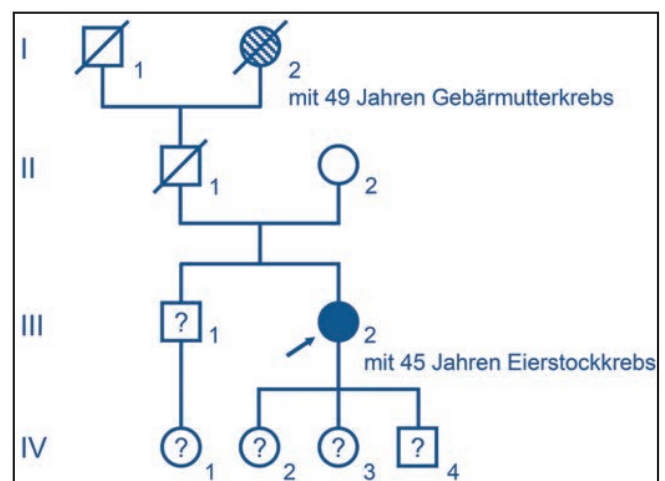 I
1
2
mit 49 Jahren Gebärmutterkrebs
II
1
2
III
?
1
2
mit 45 Jahren Eierstockkrebs
IV
?
1
?
2
?
3
?
4